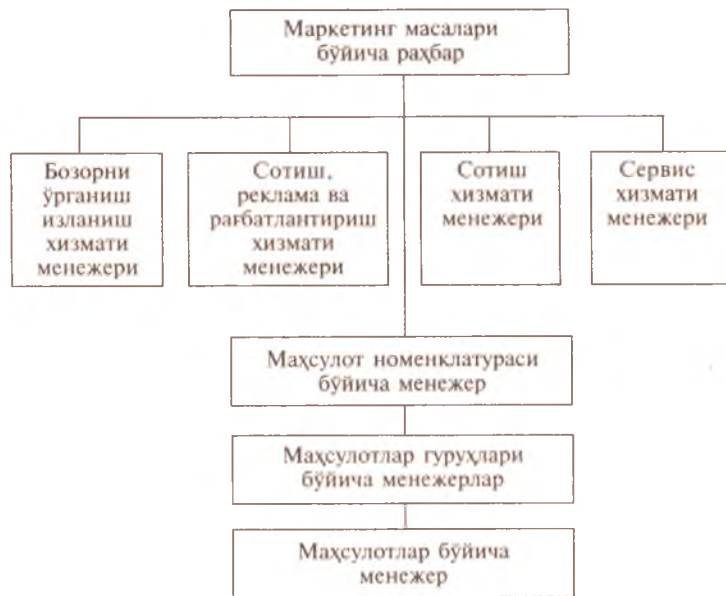 Маркетинг масалари
бўйича раҳбар
Бозорни
ўрганиш
изланиш
хизмати
менежери
Сотиш,
реклама ва
рағбатлантириш
хизмати
менежери
Сотиш
хизмати
менежери
Сервис
хизмати
менежери
Маҳсулот номенклатураси
бўйича менежер
Маҳсулотлар гуруҳлари
бўйича менежерлар
Маҳсулотлар бўйича
менежер